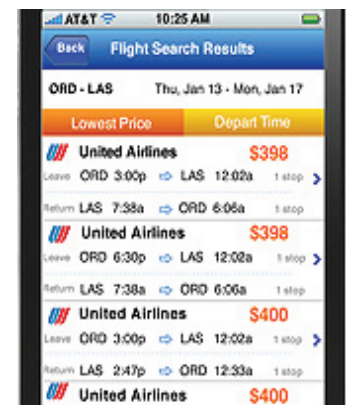 AT&T 10:25 AM
Back Flight Search Results
ORD - LAS Thu, Jan 13 - Mon, Jan 17
Lowest Price Depart Time
United Airlines $398
Leave ORD 3:00p LAS 12:02a 1 stop
Return LAS 7:38a ORD 6:06a 1 stop
United Airlines $398
Leave ORD 6:30p LAS 12:02a 1 stop
Return LAS 7:38a ORD 6:06a 1 stop
United Airlines $400
Leave ORD 3:00p LAS 12:02a 1 stop
Return LAS 2:47p ORD 12:33a 1 stop
United Airlines $400